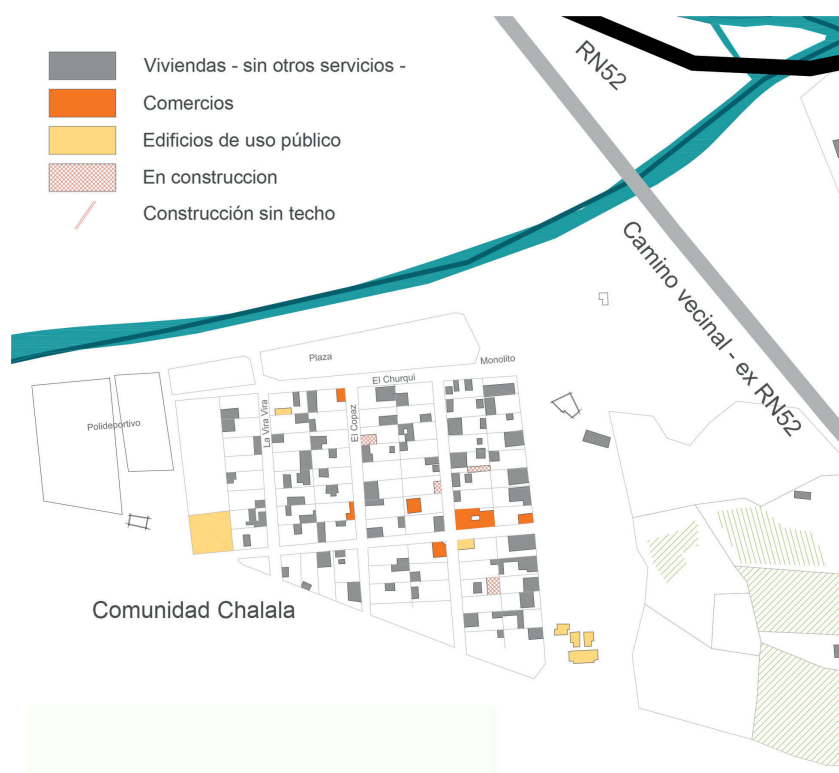 Viviendas - sin otros servicios -
Comercios
Edificios de uso público
En construccion
Construcción sin techo
RN52
Camino vecinal - ex RN52
Plaza
Monolito
El Churqui
Polideportivo
La Vira Vira
El Copaz
Comunidad Chalala